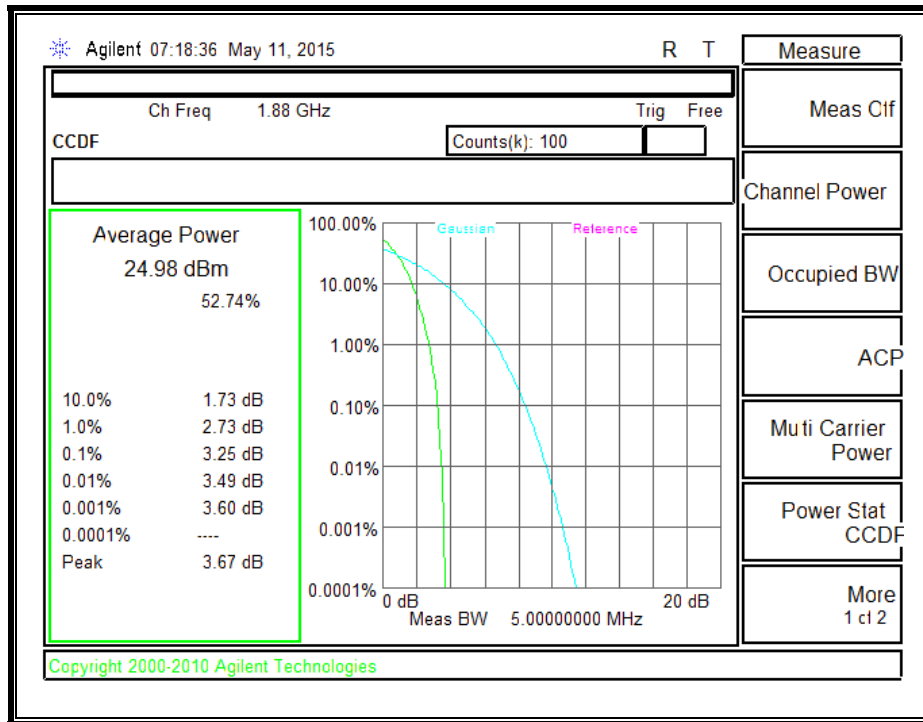 Agilent 07:18:36 May 11, 2015 R T
Ch Freq 1.88 GHz Trig Free
CCDF Counts(k): 100
Average Power
24.98 dBm
52.74%
10.0% 1.73 dB
1.0% 2.73 dB
0.1% 3.25 dB
0.01% 3.49 dB
0.001% 3.60 dB
0.0001% ----
Peak 3.67 dB
Gaussian Reference
100.00%
10.00%
1.00%
0.10%
0.01%
0.001%
0.0001%
0 dB 20 dB
Meas BW 5.00000000 MHz
Measure
Meas Off
Channel Power
Occupied BW
ACP
Multi Carrier
Power
Power Stat
CCDF
More
1 of 2
Copyright 2000-2010 Agilent Technologies